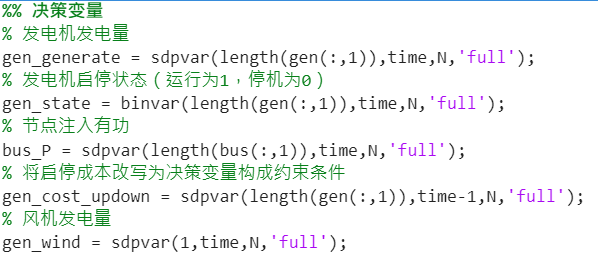 %% 决策变量
% 发电机发电量
gen_generate = sdpvar(length(gen(:,1)),time,N,'full');
% 发电机启停状态（运行为1，停机为0）
gen_state = binvar(length(gen(:,1)),time,N,'full');
% 节点注入有功
bus_P = sdpvar(length(bus(:,1)),time,N,'full');
% 将启停成本改写为决策变量构成约束条件
gen_cost_updown = sdpvar(length(gen(:,1)),time-1,N,'full');
% 风机发电量
gen_wind = sdpvar(1,time,N,'full');